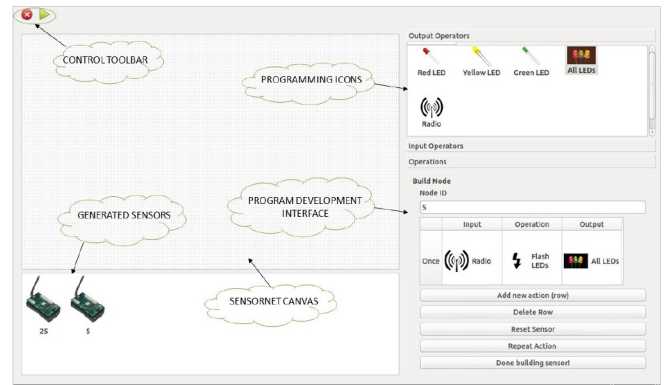 Output Operators
CONTROL TOOLBAR
PROGRAMMING ICONS
Red LED Yellow LED Green LED All LEDs
Radio
Input Operators
Operations
Build Node
Node ID
5
GENERATED SENSORS
PROGRAM DEVELOPMENT
INTERFACE
Input Operation Output
Once Radio Flash LEDs All LEDs
SENSORNET CANVAS
25 5
Add new action (row)
Delete Row
Reset Sensor
Repeat Action
Done building sensor!